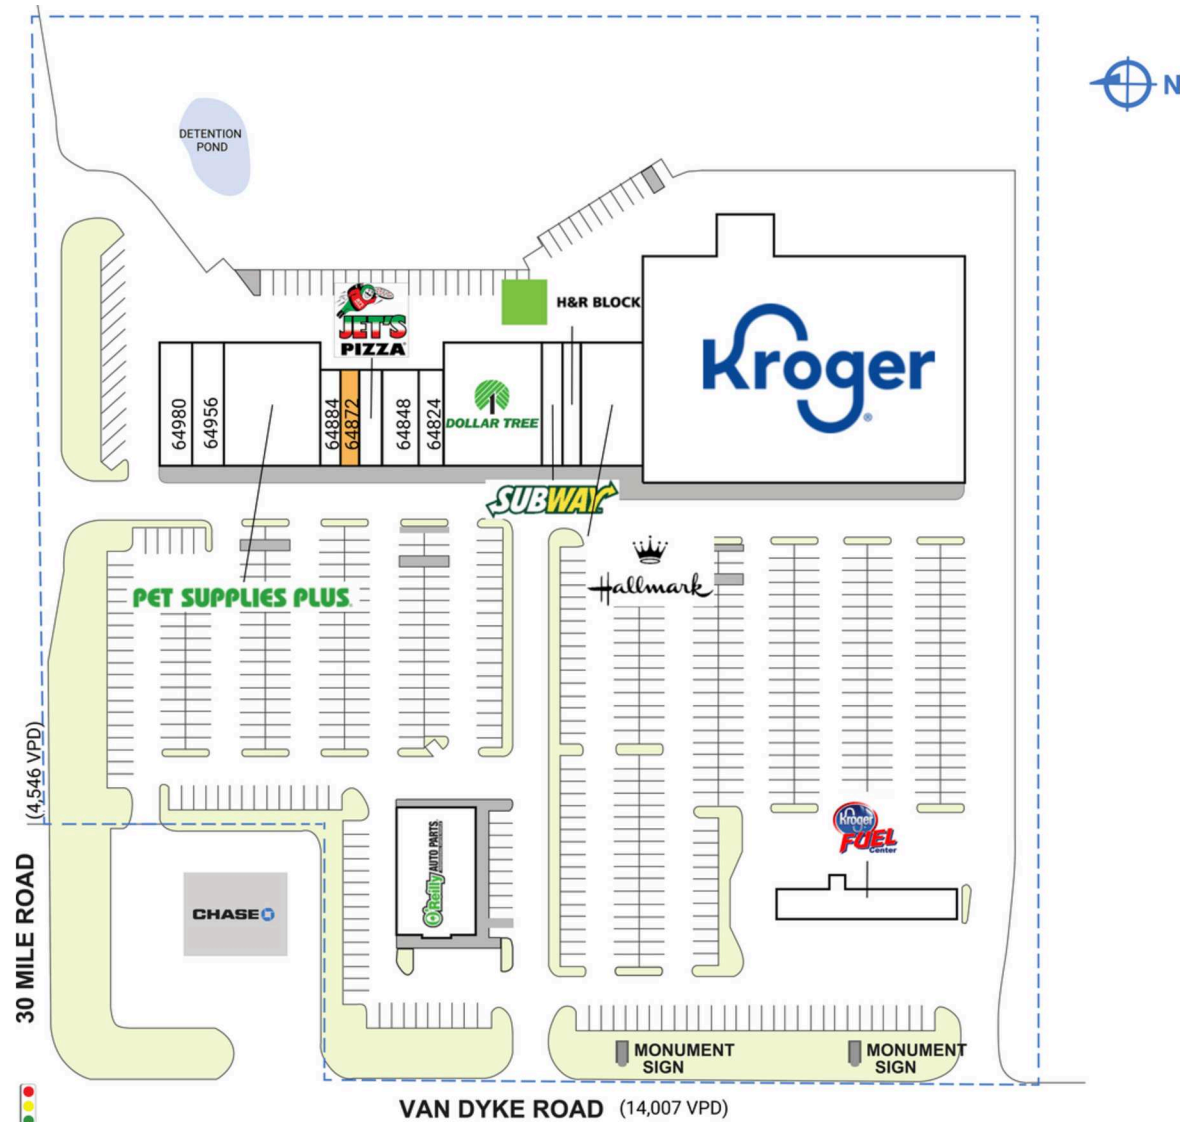 N
DETENTION
POND
H&R BLOCK
JET'S
PIZZA
Kroger
®
64980
64956
64884
64872
64848
64824
DOLLAR TREE
SUBWAY
Hallmark
PET SUPPLIES PLUS
(4,546 VPD)
30 MILE ROAD
CHASE
O'Reilly AUTO PARTS
Kroger
FUEL
Center
MONUMENT
SIGN
MONUMENT
SIGN
VAN DYKE ROAD (14,007 VPD)